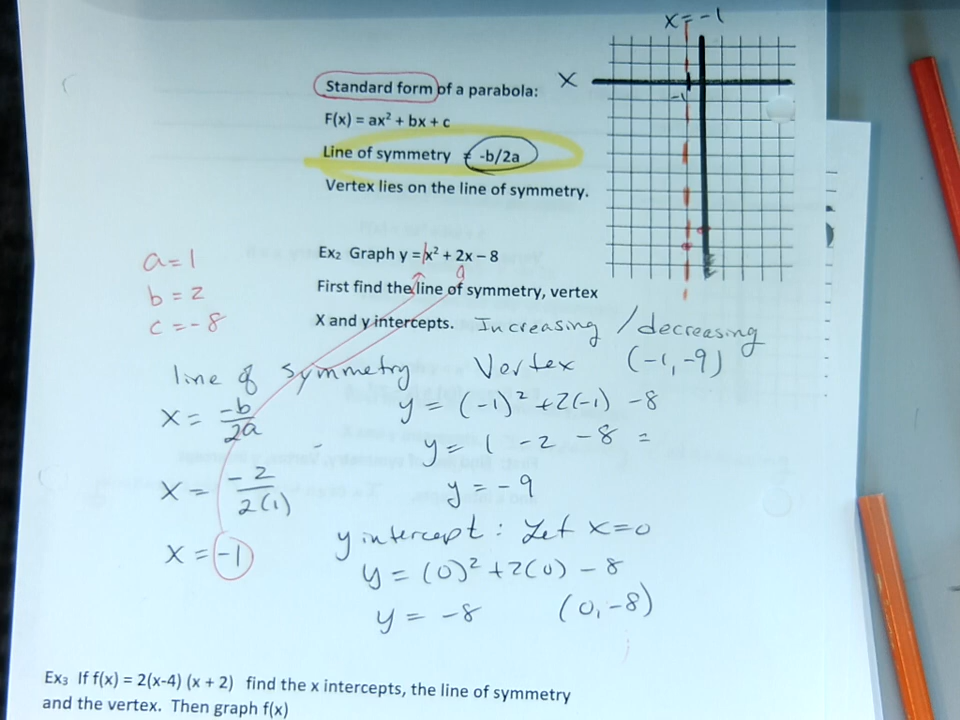 x = -1
Standard form of a parabola:
X
-1
F(x) = ax² + bx + c
Line of symmetry = -b/2a
Vertex lies on the line of symmetry.
Ex₂ Graph y = x² + 2x – 8
a = 1
First find the line of symmetry, vertex
b = 2
X and y intercepts. Increasing / decreasing
c = -8
line of symmetry Vertex (-1, -9)
x = -b/2a y = (-1)² + 2(-1) - 8
y = 1 - 2 - 8 =
x = -2/2(1) y = -9
y intercept : Let x=0
x = -1 y = (0)² + 2(0) - 8
y = -8 (0, -8)
Ex₃ If f(x) = 2(x-4) (x + 2) find the x intercepts, the line of symmetry
and the vertex. Then graph f(x)